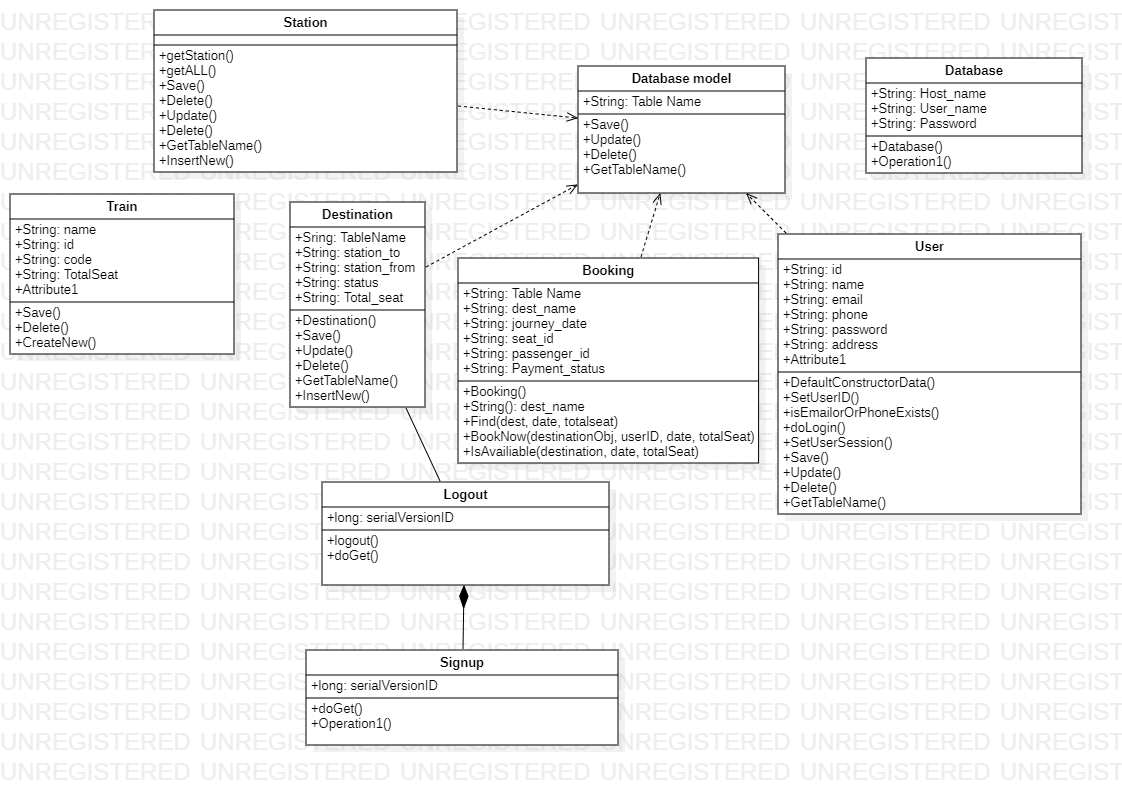 Station
+getStation()
+getALL()
+Save()
+Delete()
+Update()
+Delete()
+GetTableName()
+InsertNew()
Database model
+String: Table Name
+Save()
+Update()
+Delete()
+GetTableName()
Database
+String: Host_name
+String: User_name
+String: Password
+Database()
+Operation1()
Train
+String: name
+String: id
+String: code
+String: TotalSeat
+Attribute1
+Save()
+Delete()
+CreateNew()
Destination
+Sring: TableName
+String: station_to
+String: station_from
+String: status
+String: Total_seat
+Destination()
+Save()
+Update()
+Delete()
+GetTableName()
+InsertNew()
Booking
+String: Table Name
+String: dest_name
+String: journey_date
+String: seat_id
+String: passenger_id
+String: Payment_status
+Booking()
+String(): dest_name
+Find(dest, date, totalseat)
+BookNow(destinationObj, userID, date, totalSeat)
+IsAvailiable(destination, date, totalSeat)
User
+String: id
+String: name
+String: email
+String: phone
+String: password
+String: address
+Attribute1
+DefaultConstructorData()
+SetUserID()
+isEmailorPhoneExists()
+doLogin()
+SetUserSession()
+Save()
+Update()
+Delete()
+GetTableName()
Logout
+long: serialVersionID
+logout()
+doGet()
Signup
+long: serialVersionID
+doGet()
+Operation1()
UNREGISTERED UNREGISTERED UNREGISTERED UNREGISTERED UNREGISTERED UNREGIST